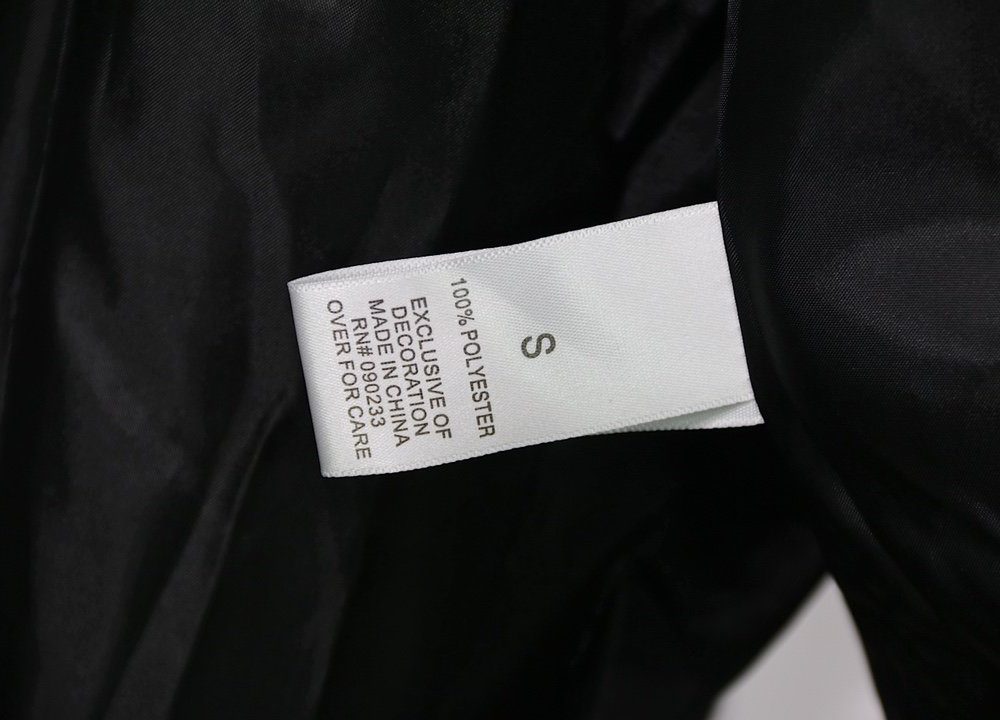 S
100% POLYESTER
EXCLUSIVE OF
DECORATION
MADE IN CHINA
RN# 090233
OVER FOR CARE